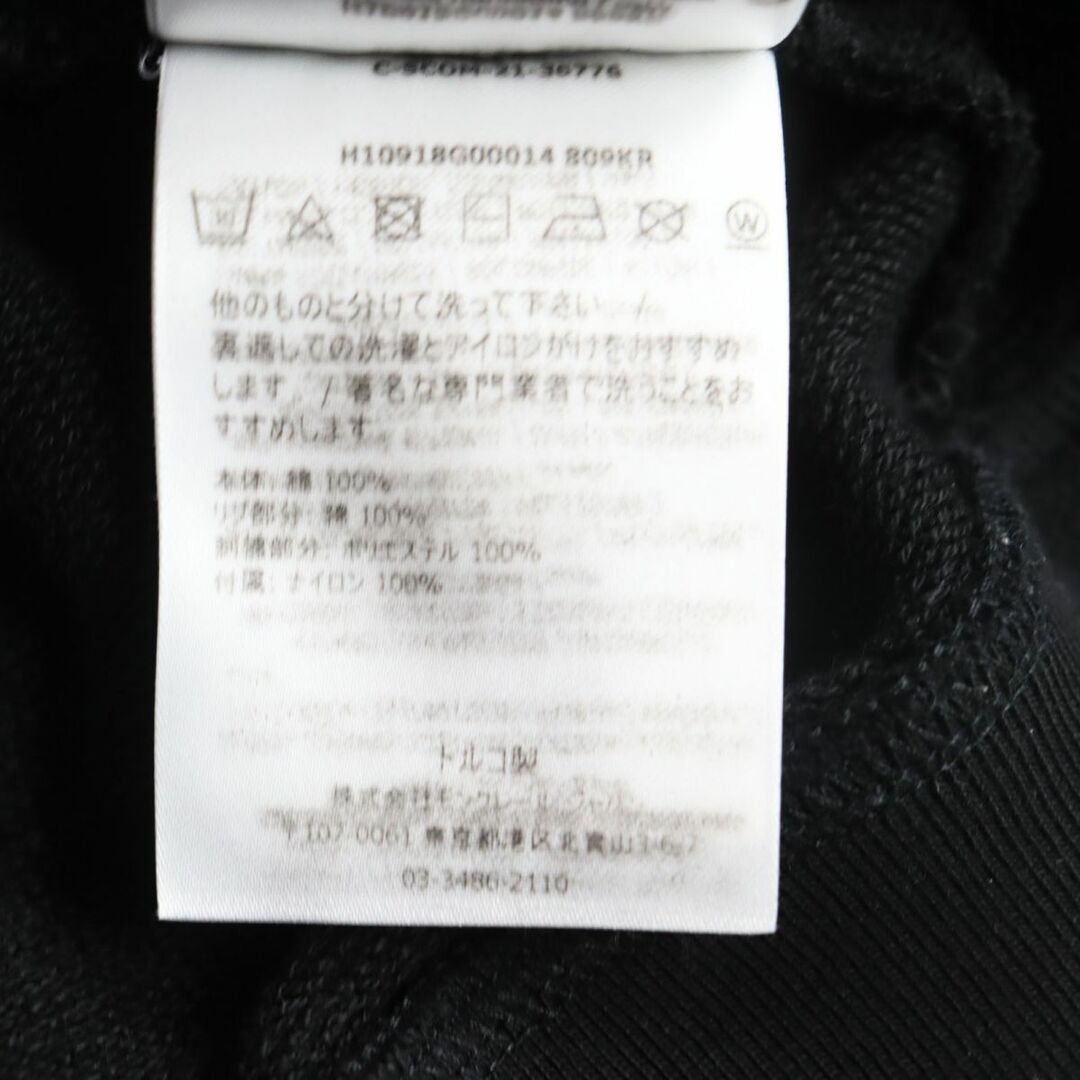 C-SCOM-21-36776
H10918G00014 809KR
W
他のものと分けて洗って下さい。 /
裏返しての洗濯とアイロンがけをおすすめ
します。 / 著名な専門業者で洗うことをお
すすめします。
本体: 綿 100%
リブ部分: 綿 100%
刺繍部分: ポリエステル 100%
付属: ナイロン 100%
トルコ製
株式会社モンクレール ジャパン
〒107-0061 東京都港区北青山3-6-7
03-3486-2110